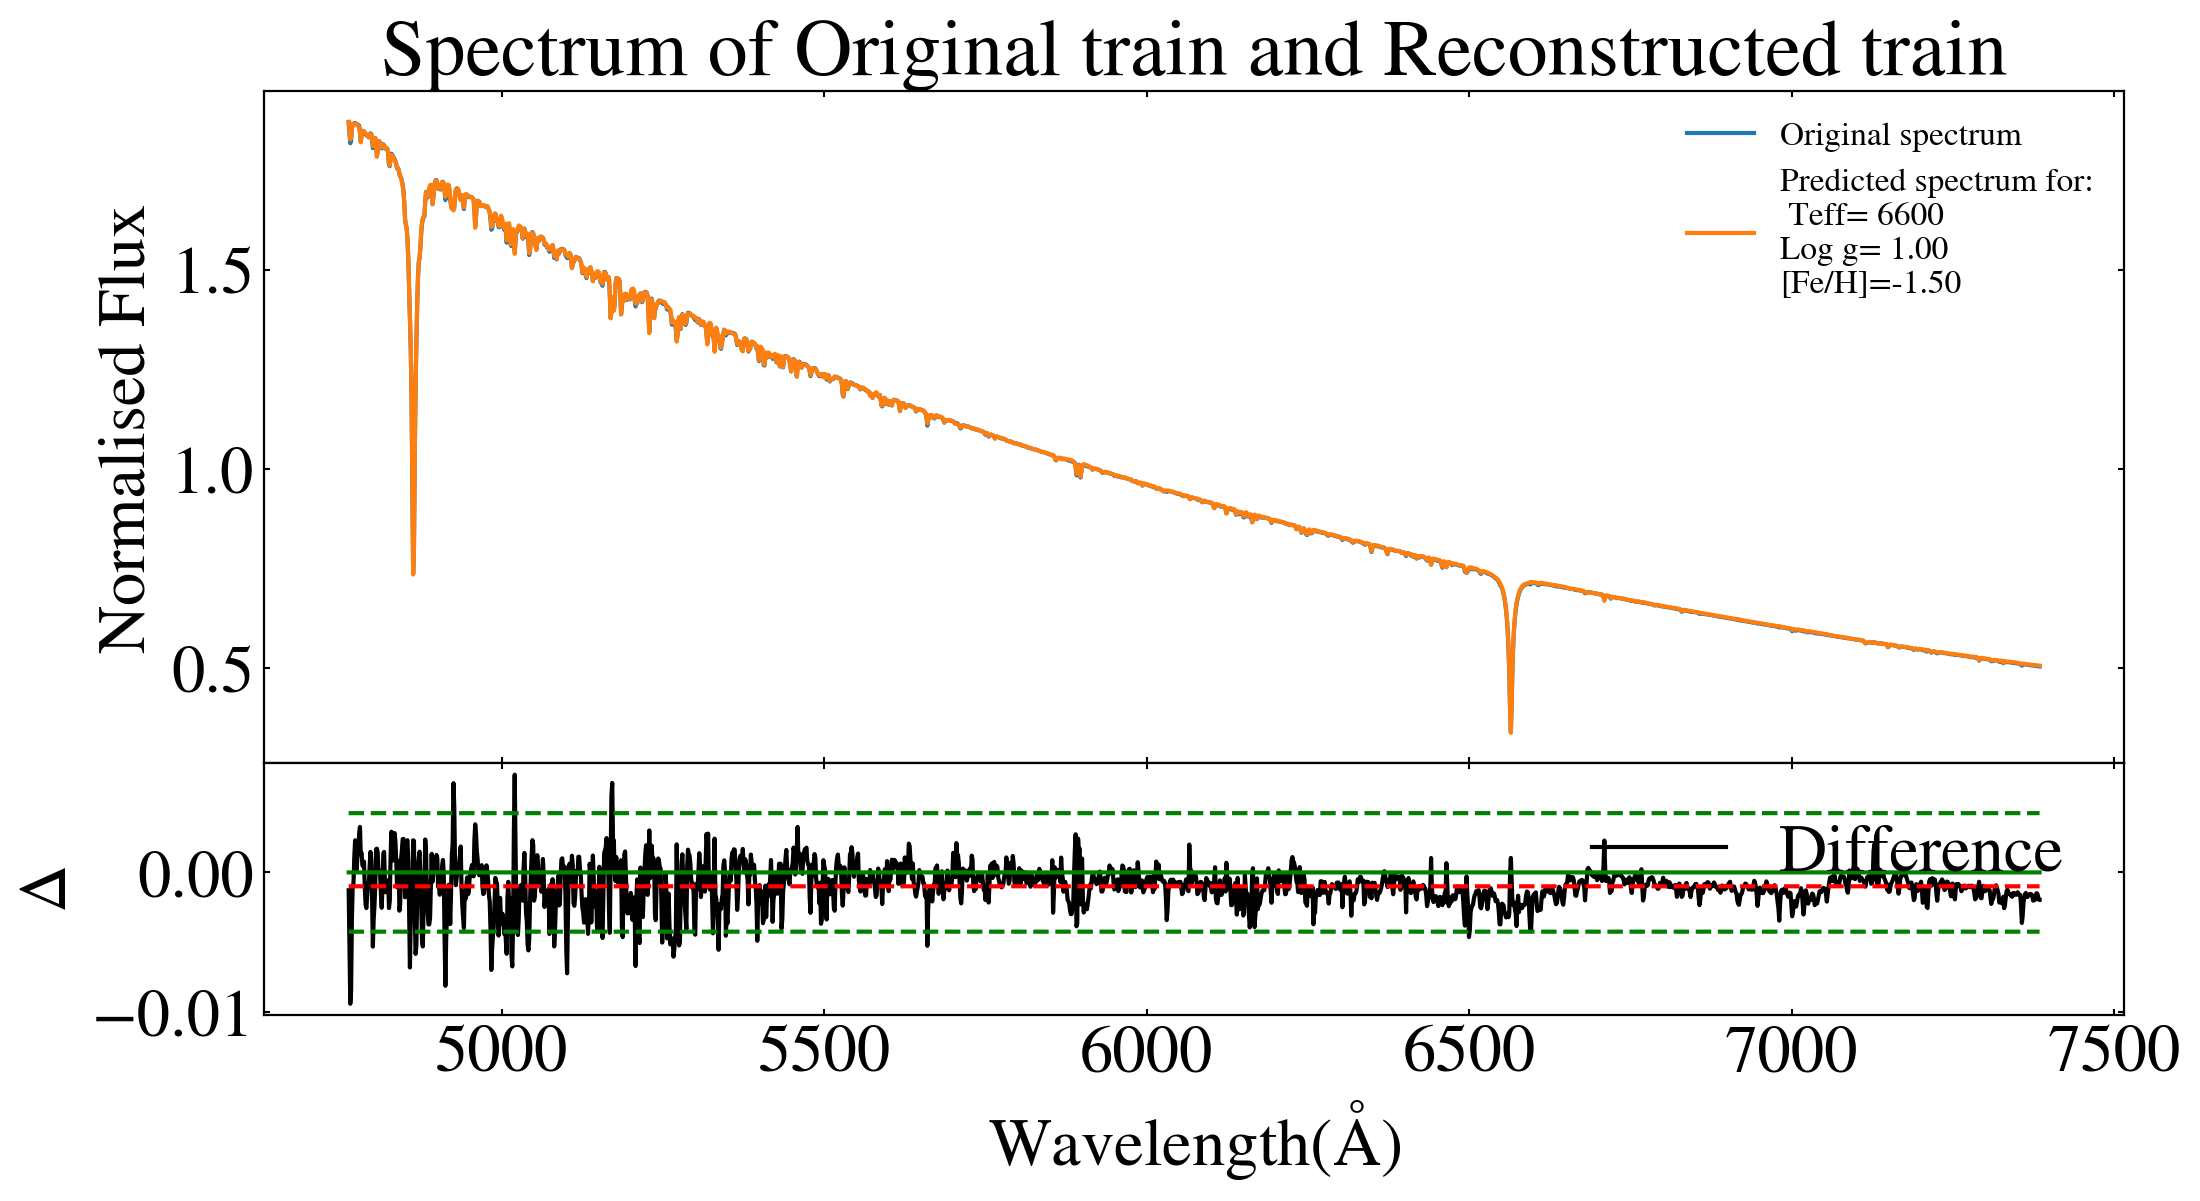 Spectrum of Original train and Reconstructed train
Normalised Flux
1.5
1.0
0.5
Original spectrum
Predicted spectrum for:
Teff= 6600
Log g= 1.00
[Fe/H]=-1.50
Δ
0.00
−0.01
Difference
5000 5500 6000 6500 7000 7500
Wavelength(Å)